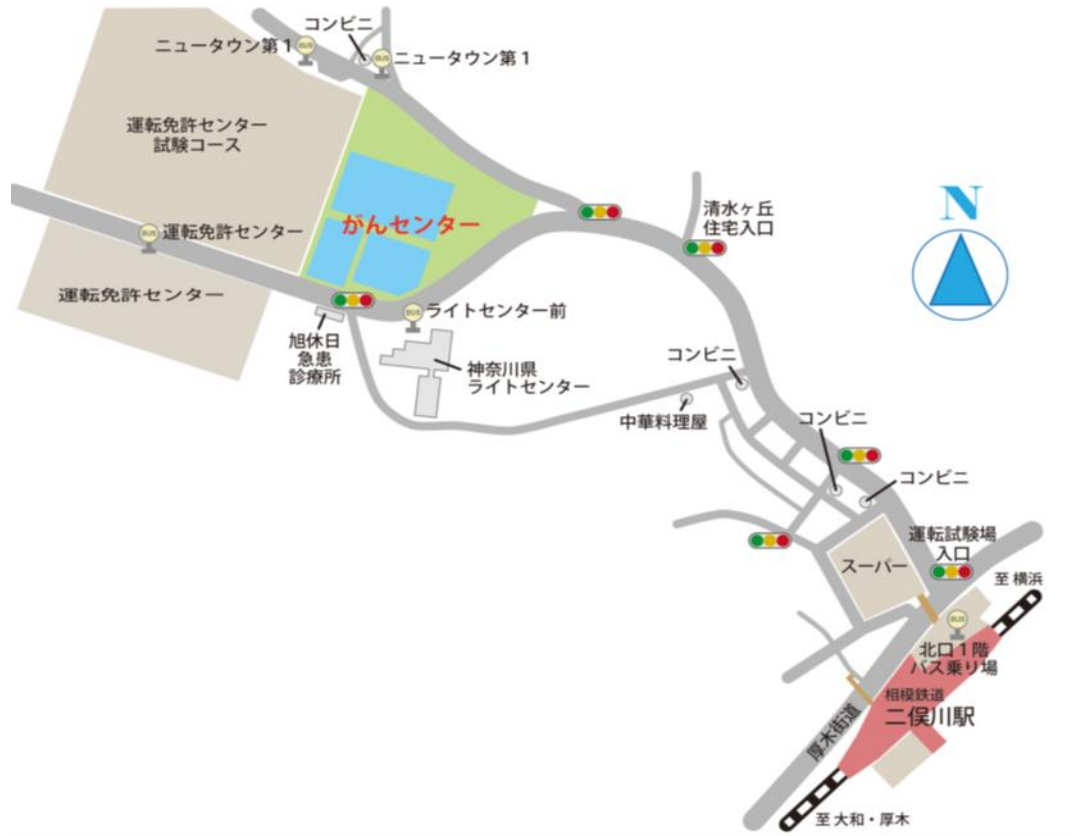 コンビニ
ニュータウン第1
BUS
BUS
ニュータウン第1
運転免許センター
試験コース
N
清水ヶ丘
住宅入口
がんセンター
BUS
運転免許センター
運転免許センター
BUS
ライトセンター前
旭休日
急患
診療所
神奈川県
ライトセンター
コンビニ
中華料理屋
コンビニ
コンビニ
運転試験場
入口
スーパー
至 横浜
BUS
北口1階
バス乗り場
相模鉄道
二俣川駅
厚木街道
至 大和・厚木